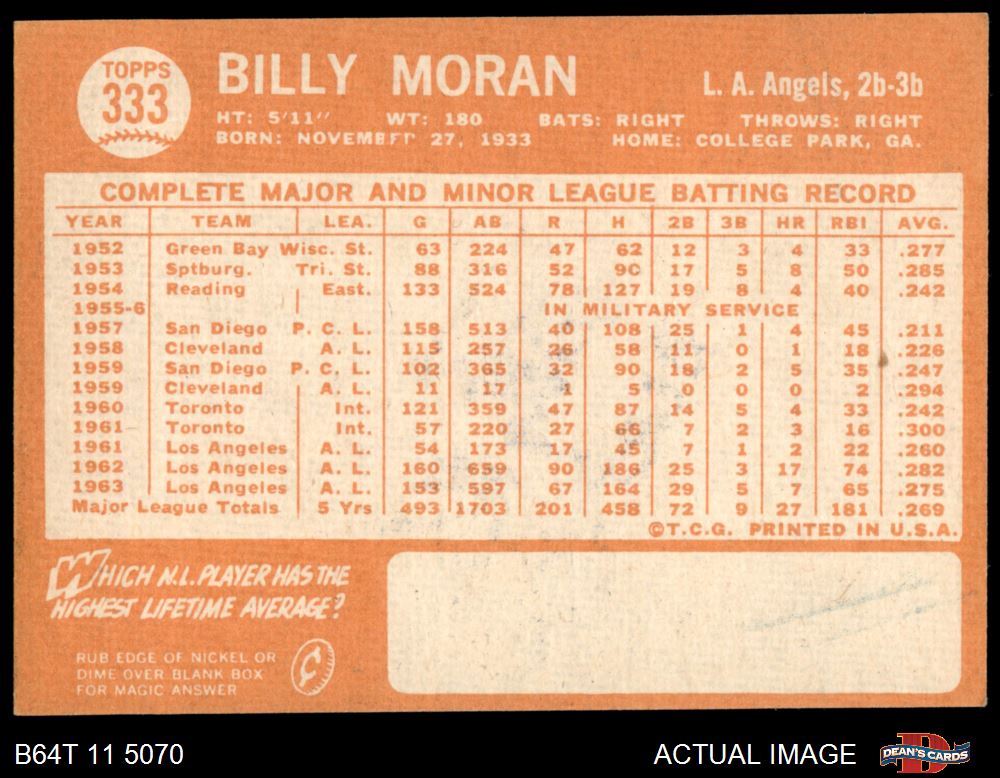 TOPPS
333
BILLY MORAN
L. A. Angels, 2b-3b
HT: 5'11" WT: 180 BATS: RIGHT THROWS: RIGHT
BORN: NOVEMBER 27, 1933 HOME: COLLEGE PARK, GA.
COMPLETE MAJOR AND MINOR LEAGUE BATTING RECORD
YEAR TEAM LEA. G AB R H 2B 3B HR RBI AVG.
1952 Green Bay Wisc. St. 63 224 47 62 12 3 4 33 .277
1953 Sptburg. Tri. St. 88 316 52 90 17 5 8 50 .285
1954 Reading East. 133 524 78 127 19 8 4 40 .242
1955-6 IN MILITARY SERVICE
1957 San Diego P. C. L. 158 513 40 108 25 1 4 45 .211
1958 Cleveland A. L. 115 257 26 58 11 0 1 18 .226
1959 San Diego P. C. L. 102 365 32 90 18 2 5 35 .247
1959 Cleveland A. L. 11 17 1 5 0 0 0 2 .294
1960 Toronto Int. 121 359 47 87 14 5 4 33 .242
1961 Toronto Int. 57 220 27 66 7 2 3 16 .300
1961 Los Angeles A. L. 54 173 17 45 7 1 2 22 .260
1962 Los Angeles A. L. 160 659 90 186 25 3 17 74 .282
1963 Los Angeles A. L. 153 597 67 164 29 5 7 65 .275
Major League Totals 5 Yrs 493 1703 201 458 72 9 27 181 .269
©T.C.G. PRINTED IN U.S.A.
WHICH N.L. PLAYER HAS THE
HIGHEST LIFETIME AVERAGE?
RUB EDGE OF NICKEL OR
DIME OVER BLANK BOX
FOR MAGIC ANSWER
B64T 11 5070
ACTUAL IMAGE
DEAN'S CARDS